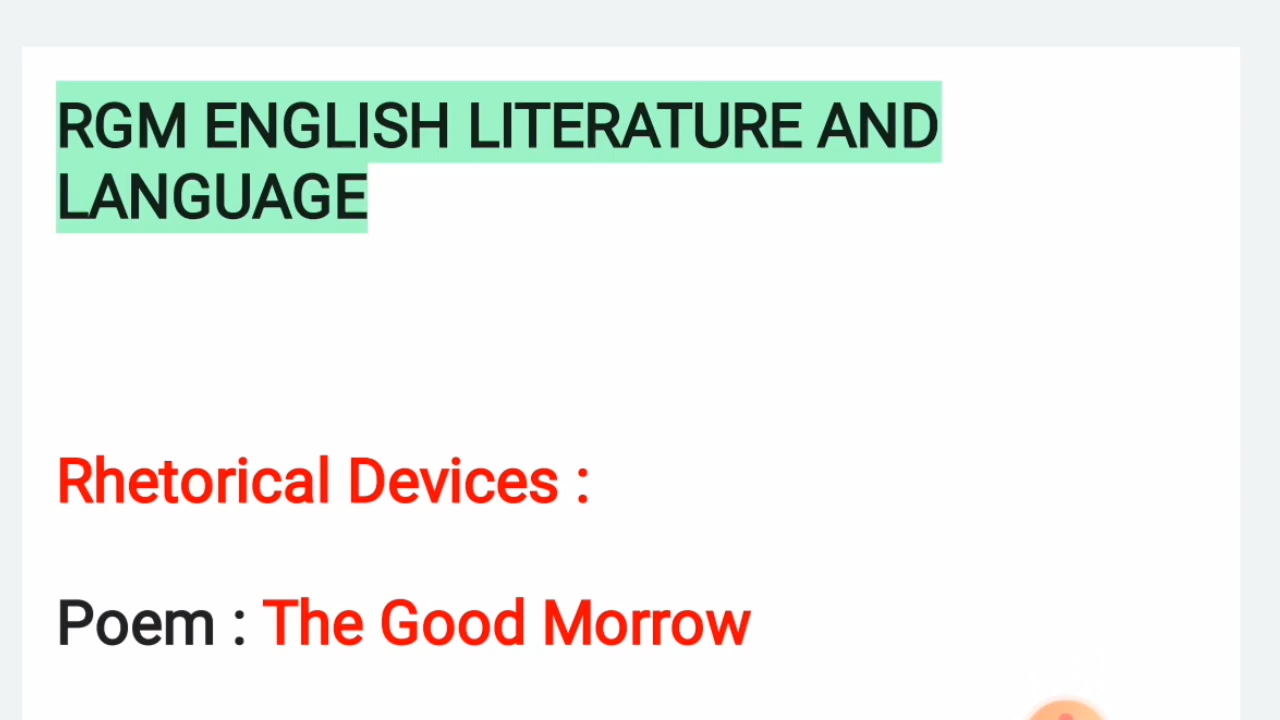 RGM ENGLISH LITERATURE AND
LANGUAGE
Rhetorical Devices :
Poem : The Good Morrow